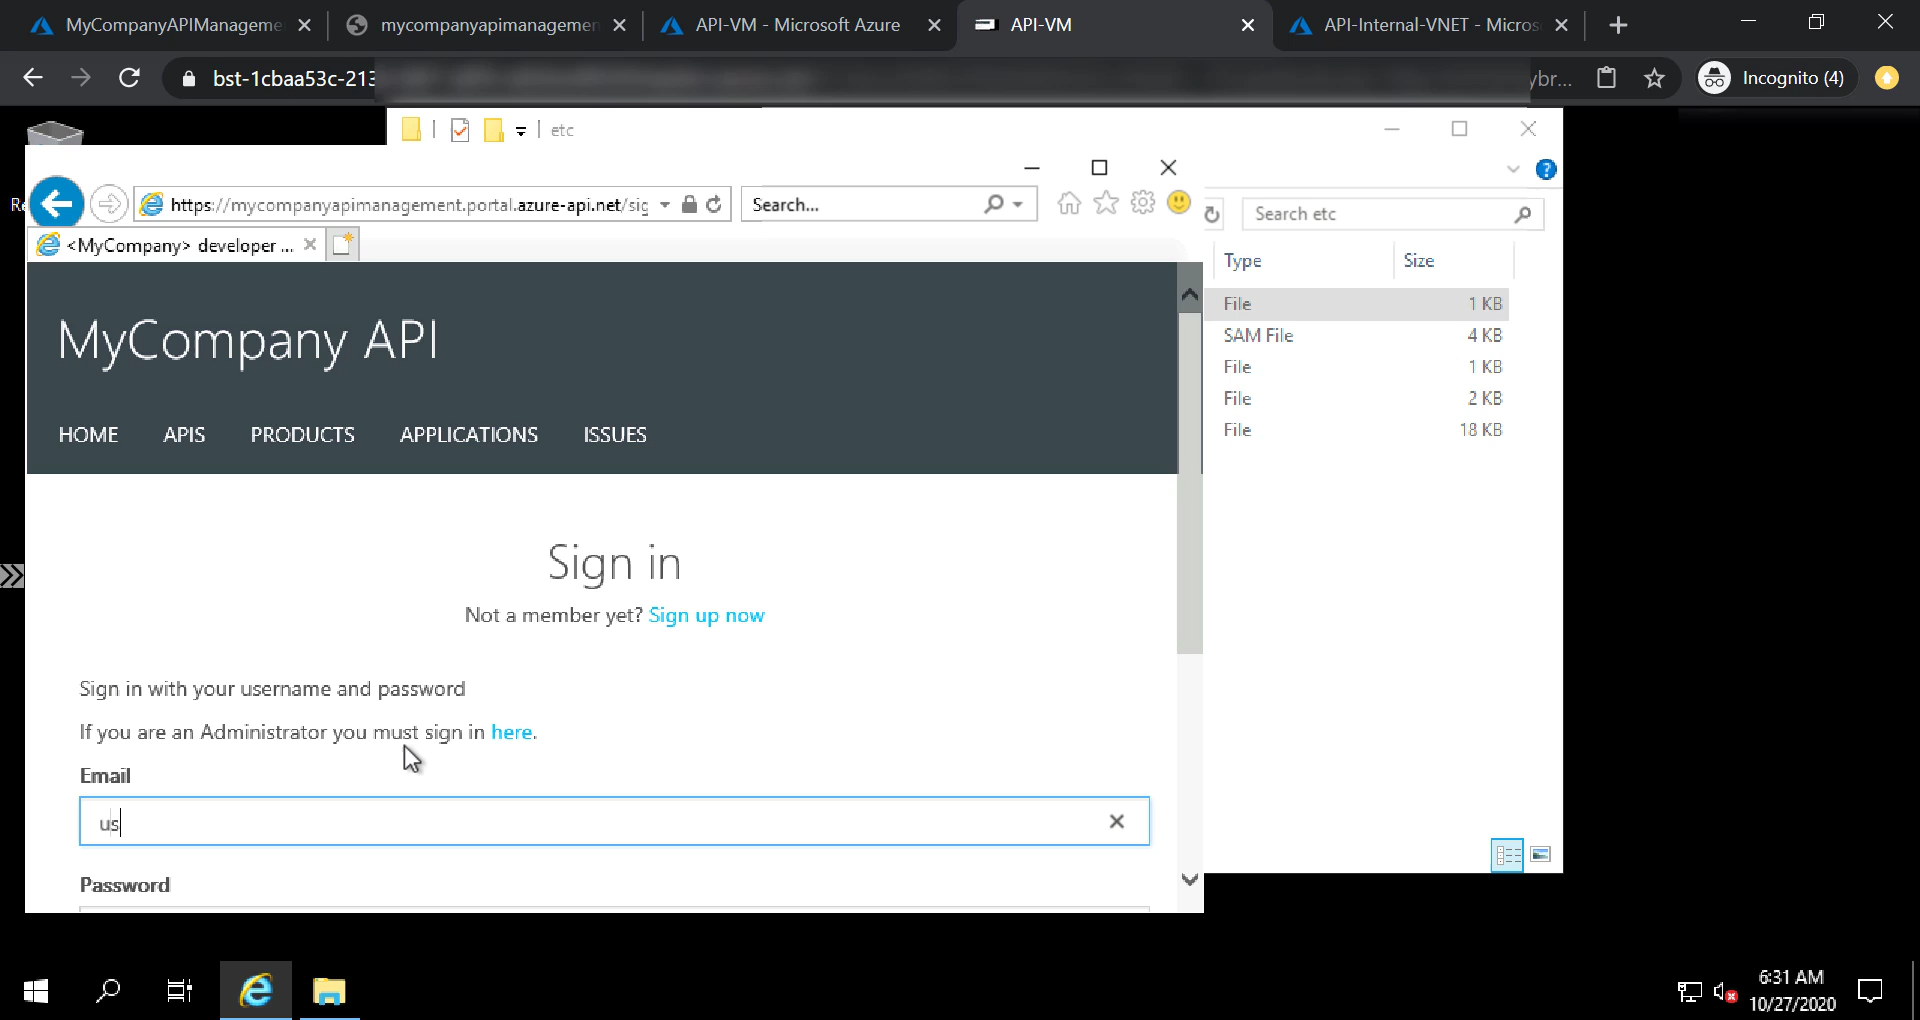 MyCompanyAPIManageme
mycompanyapimanagemen
API-VM - Microsoft Azure
API-VM
API-Internal-VNET - Micros
bst-1cbaa53c-213
ybr...
Incognito (4)
etc
https://mycompanyapimanagement.portal.azure-api.net/sig
Search...
Search etc
<MyCompany> developer ...
Type
Size
File 1 KB
SAM File 4 KB
File 1 KB
File 2 KB
File 18 KB
MyCompany API
HOME APIS PRODUCTS APPLICATIONS ISSUES
Sign in
Not a member yet? Sign up now
Sign in with your username and password
If you are an Administrator you must sign in here.
Email
us
Password
6:31 AM
10/27/2020